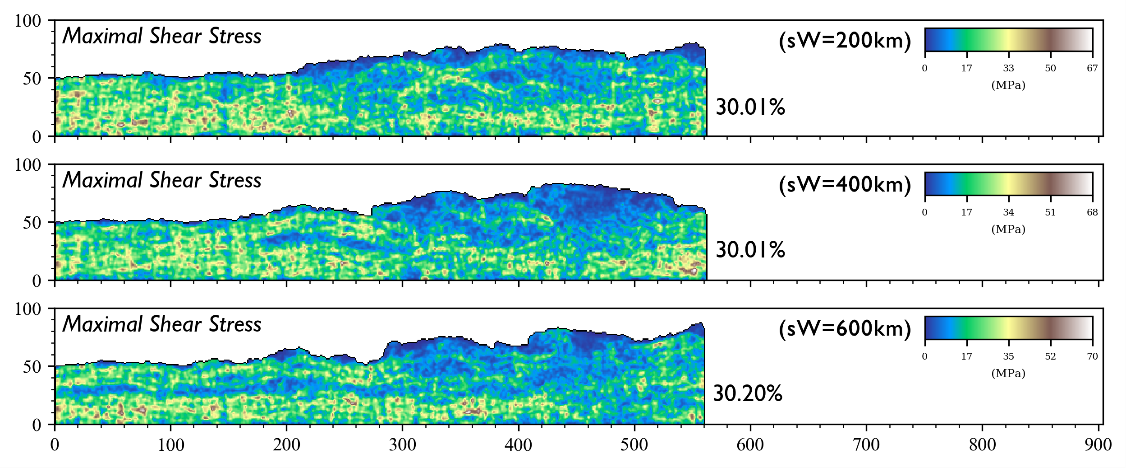 100
Maximal Shear Stress
(sW=200km)
0 17 33 50 67
(MPa)
50
30.01%
0
100
Maximal Shear Stress
(sW=400km)
0 17 34 51 68
(MPa)
50
30.01%
0
100
Maximal Shear Stress
(sW=600km)
0 17 35 52 70
(MPa)
50
30.20%
0
0 100 200 300 400 500 600 700 800 900